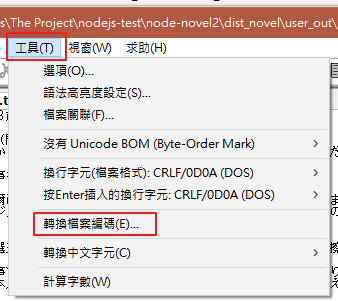 s\The Project\nodejs-test\node-novel2\dist_novel\user_out\
工具(T) 視窗(W) 求助(H)
選項(O)...
語法高亮度設定(S)...
檔案關聯(F)...
沒有 Unicode BOM (Byte-Order Mark)
換行字元(檔案格式): CRLF/0D0A (DOS)
按Enter插入的換行字元: CRLF/0D0A (DOS)
轉換檔案編碼(E)...
轉換中文字元(C)
計算字數(W)